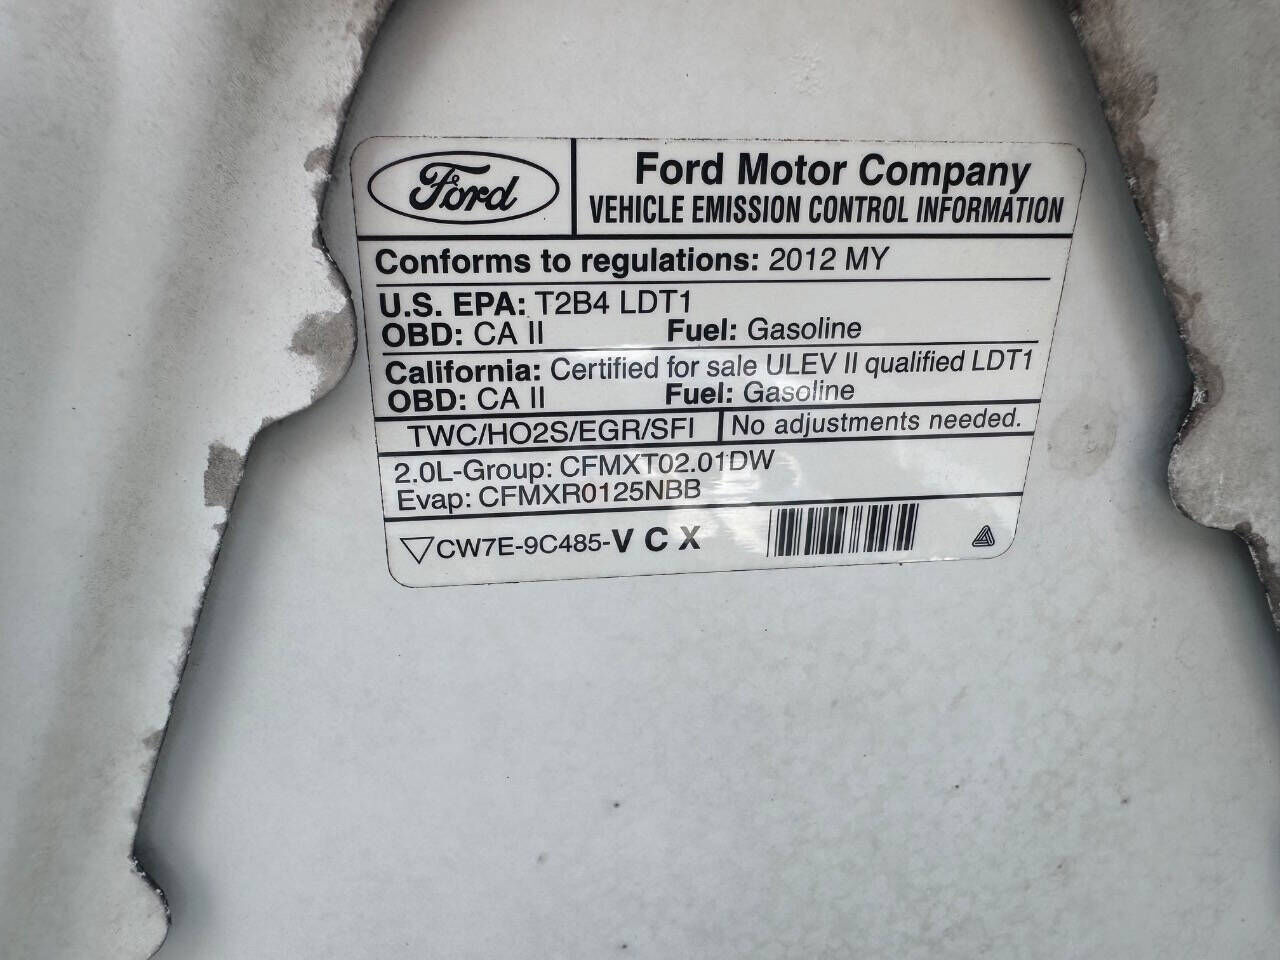 Ford
Ford Motor Company
VEHICLE EMISSION CONTROL INFORMATION
Conforms to regulations: 2012 MY
U.S. EPA: T2B4 LDT1
OBD: CA II Fuel: Gasoline
California: Certified for sale ULEV II qualified LDT1
OBD: CA II Fuel: Gasoline
TWC/HO2S/EGR/SFI No adjustments needed.
2.0L-Group: CFMXT02.01DW
Evap: CFMXR0125NBB
CW7E-9C485-V C X